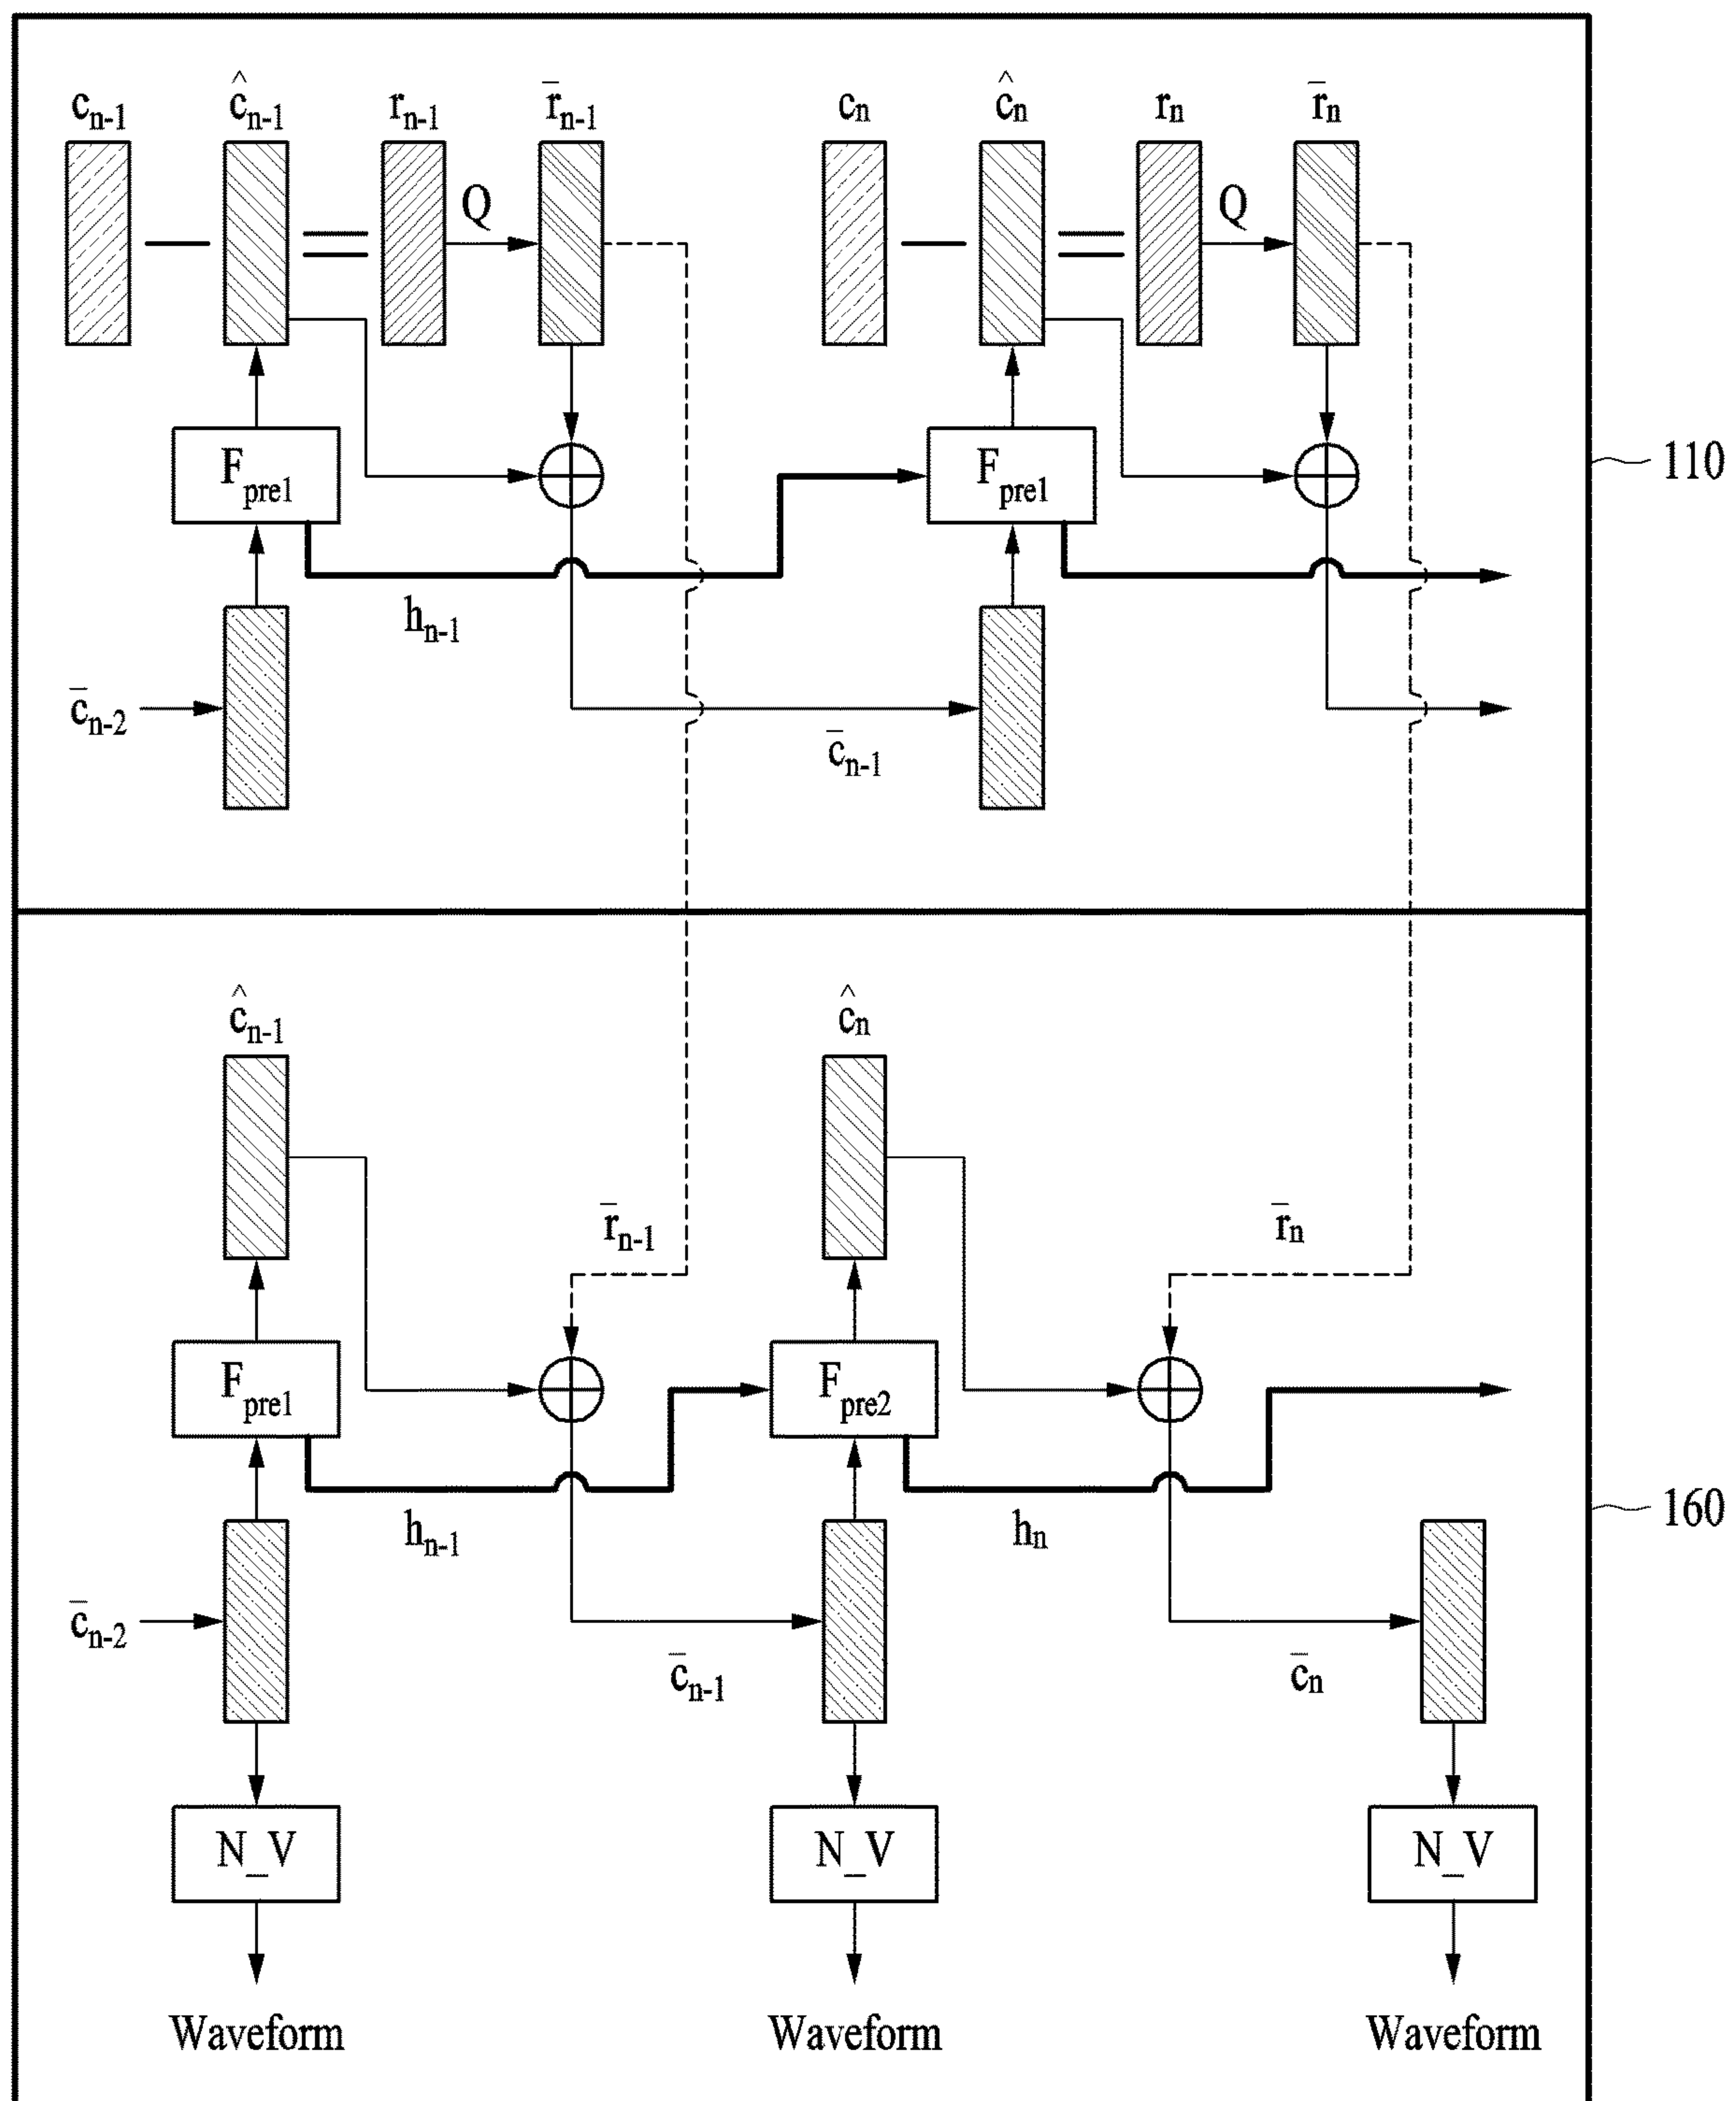 c_{n-1} ĉ_{n-1} r_{n-1} r̄_{n-1} c_n ĉ_n r_n r̄_n
Q Q
F_{pre1} F_{pre1} 110
h_{n-1}
c̄_{n-2} c̄_{n-1}
ĉ_{n-1} ĉ_n
r̄_{n-1} r̄_n
F_{pre1} F_{pre2}
h_{n-1} h_n 160
c̄_{n-2} c̄_{n-1} c̄_n
N_V N_V N_V
Waveform Waveform Waveform